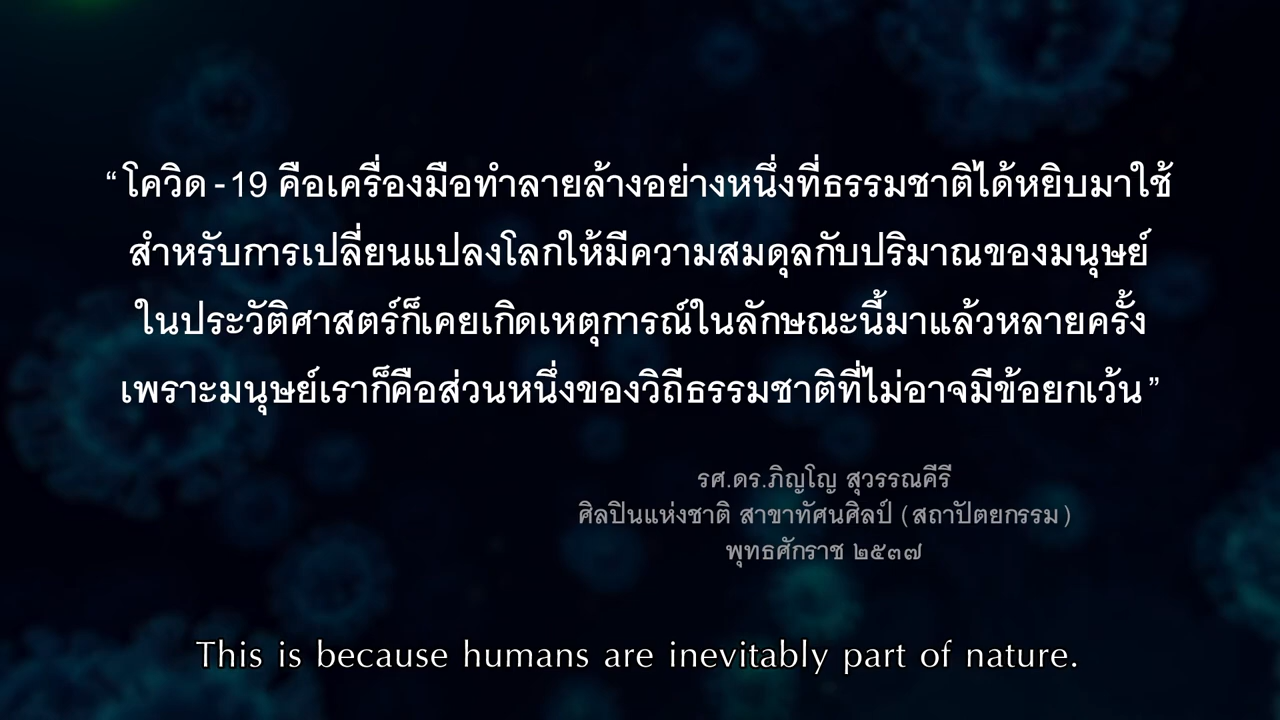 “โควิด-19 คือเครื่องมือทำลายล้างอย่างหนึ่งที่ธรรมชาติได้หยิบมาใช้
สำหรับการเปลี่ยนแปลงโลกให้มีความสมดุลกับปริมาณของมนุษย์
ในประวัติศาสตร์ก็เคยเกิดเหตุการณ์ในลักษณะนี้มาแล้วหลายครั้ง
เพราะมนุษย์เราก็คือส่วนหนึ่งของวิถีธรรมชาติที่ไม่อาจมีข้อยกเว้น”
รศ.ดร.ภิญโญ สุวรรณคีรี
ศิลปินแห่งชาติ สาขาทัศนศิลป์ (สถาปัตยกรรม)
พุทธศักราช ๒๕๓๗
This is because humans are inevitably part of nature.